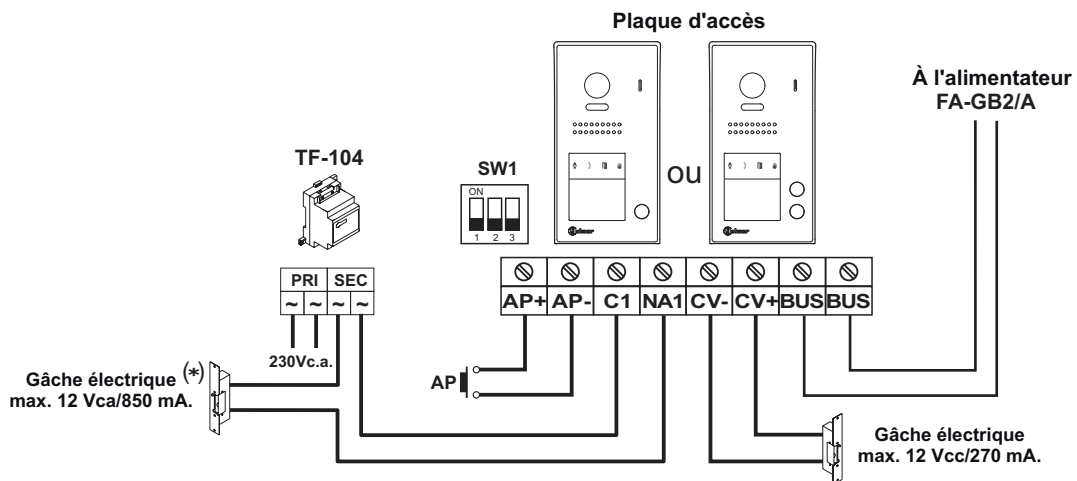 Plaque d'accès
À l'alimentateur
FA-GB2/A
TF-104
SW1
ON
1 2 3
ou
PRI SEC
~ ~ ~ ~
230Vc.a.
AP+ AP- C1 NA1 CV- CV+ BUS BUS
AP
Gâche électrique (*)
max. 12 Vca/850 mA.
Gâche électrique
max. 12 Vcc/270 mA.